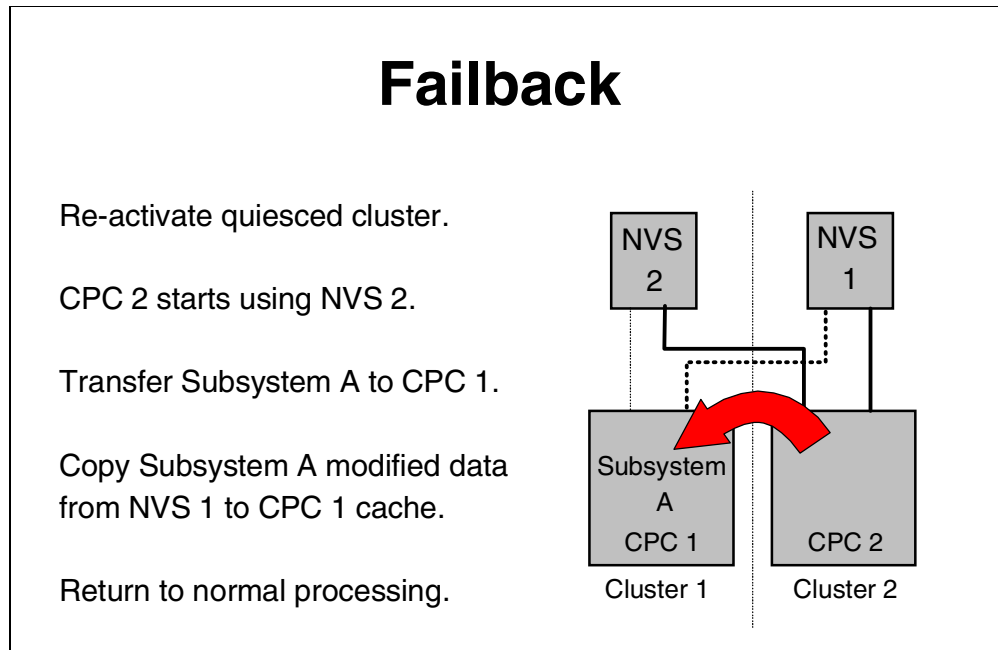 Failback
Re-activate quiesced cluster.
CPC 2 starts using NVS 2.
Transfer Subsystem A to CPC 1.
Copy Subsystem A modified data
from NVS 1 to CPC 1 cache.
Return to normal processing.
NVS
2
NVS
1
Subsystem
A
CPC 1
CPC 2
Cluster 1
Cluster 2